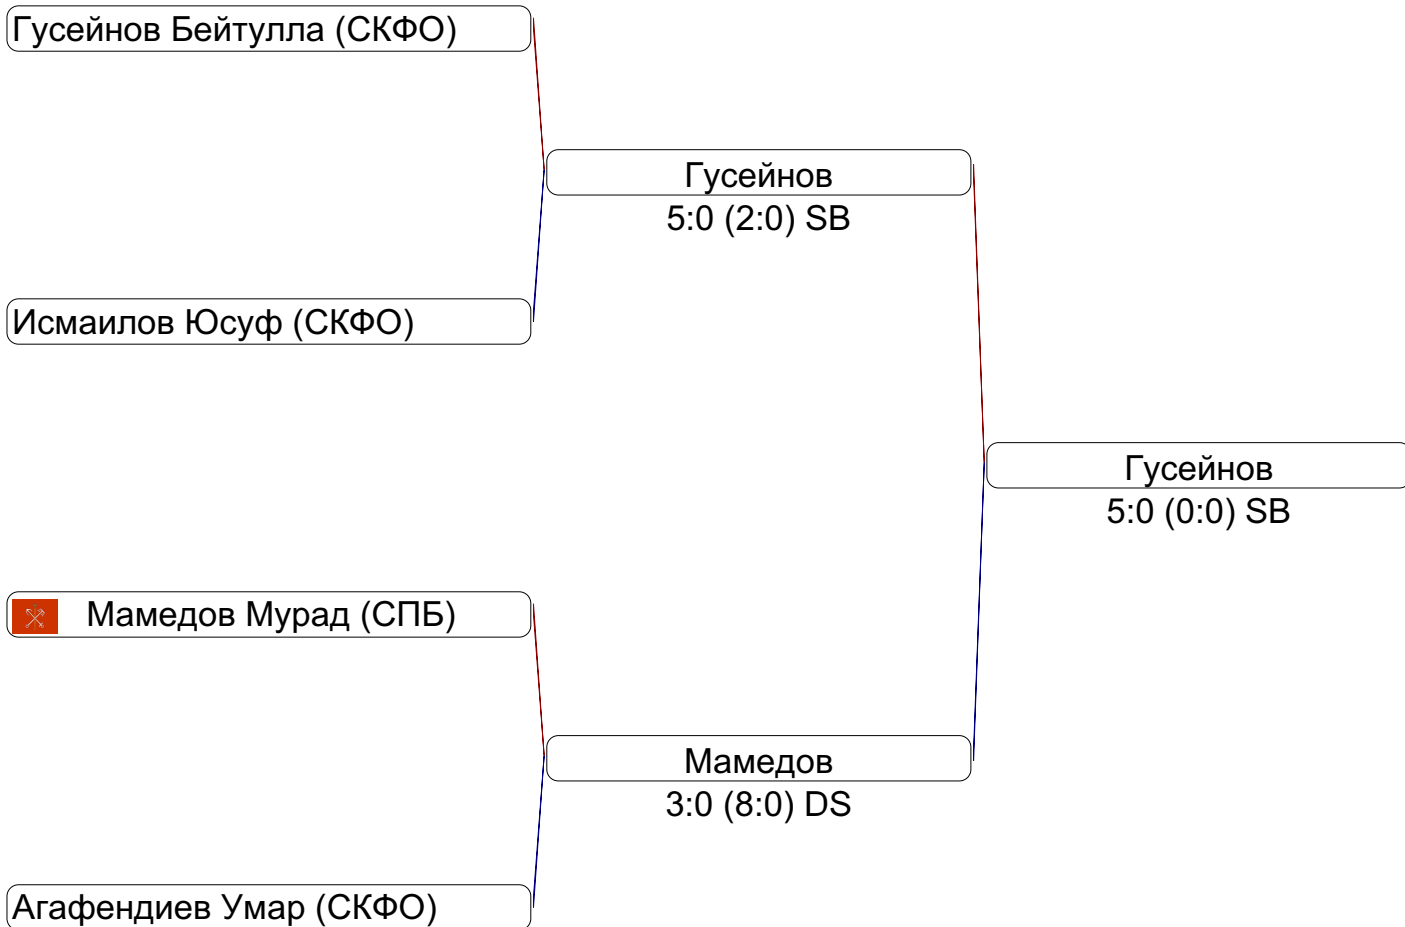 Гусейнов Бейтулла (СКФО)
Гусейнов
5:0 (2:0) SB
Исмаилов Юсуф (СКФО)
Гусейнов
5:0 (0:0) SB
Мамедов Мурад (СПБ)
Мамедов
3:0 (8:0) DS
Агафендиев Умар (СКФО)